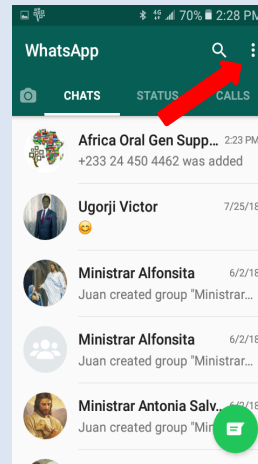 4G 70% 2:28 PM
WhatsApp
CHATS STATUS CALLS
Africa Oral Gen Supp... 2:23 PM
+233 24 450 4462 was added
Ugorji Victor 7/25/18
Ministrar Alfonsita 6/2/18
Juan created group "Ministrar...
Ministrar Alfonsita 6/2/18
Juan created group "Ministrar...
Ministrar Antonia Salv... 6/2/18
Juan created group "Mi